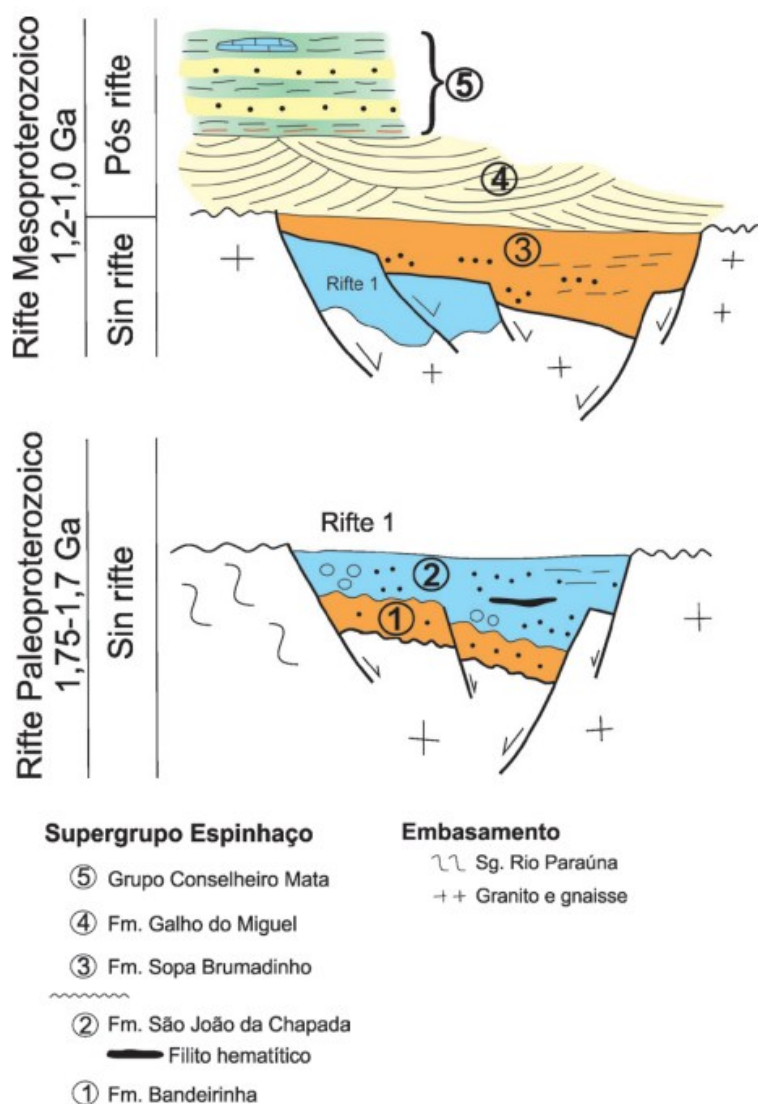 Rifte Mesoproterozoico
1,2-1,0 Ga
Pós rifte
Sin rifte
5
4
3
Rifte 1
Rifte Paleoproterozoico
1,75-1,7 Ga
Sin rifte
Rifte 1
2
1
Supergrupo Espinhaço
5 Grupo Conselheiro Mata
4 Fm. Galho do Miguel
3 Fm. Sopa Brumadinho
2 Fm. São João da Chapada
Filito hematítico
1 Fm. Bandeirinha
Embasamento
Sg. Rio Paraúna
Granito e gnaisse